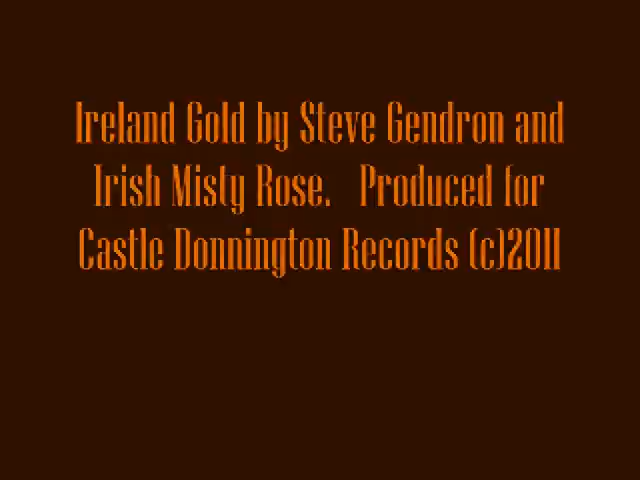 Ireland Gold by Steve Gendron and
Irish Misty Rose.   Produced for
Castle Donnington Records (c)2011